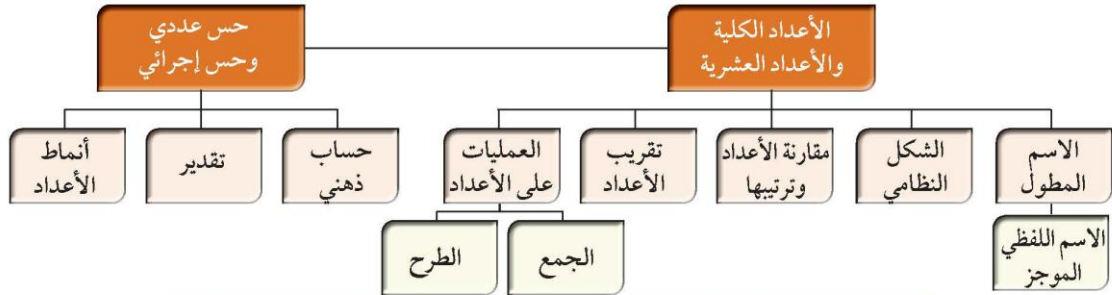 الأعداد الكلية
والأعداد العشرية
حس عددي
وحس إجرائي
الاسم
المطول
الشكل
النظامي
مقارنة الأعداد
وترتيبها
تقريب
الأعداد
العمليات
على الأعداد
حساب
ذهني
تقدير
أنماط
الأعداد
الاسم اللفظي
الموجز
الجمع
الطرح